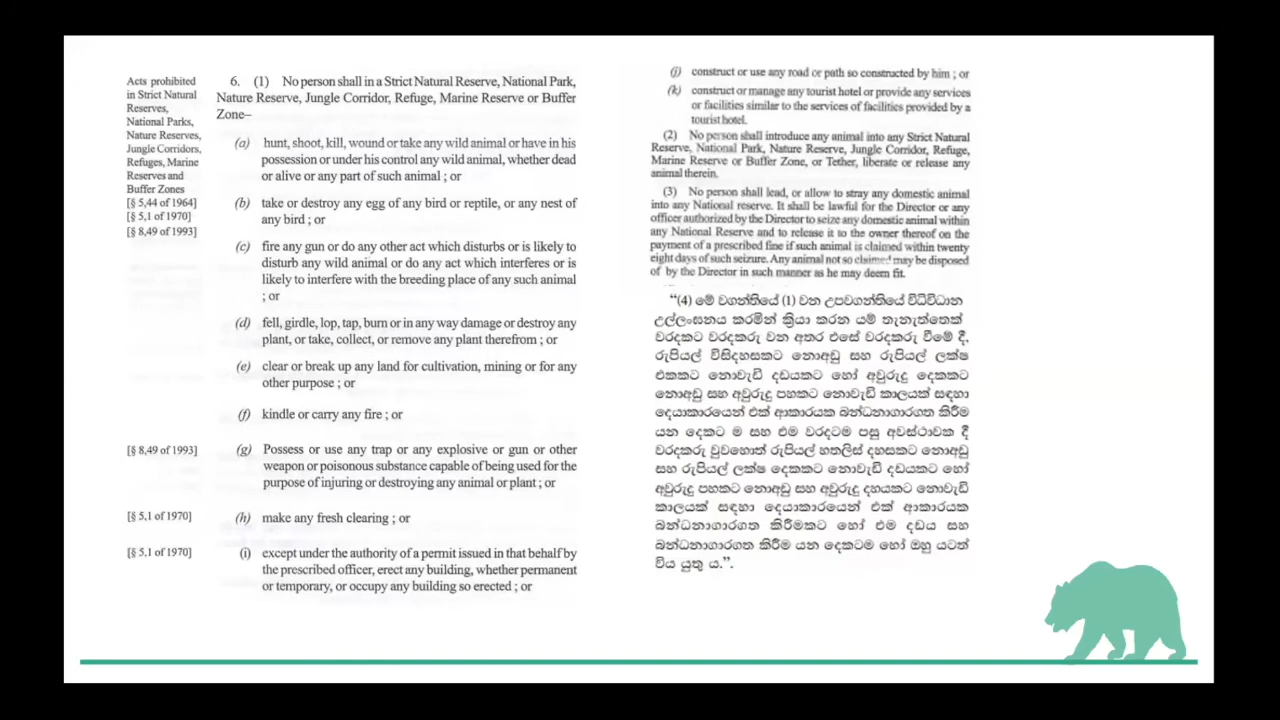 Acts prohibited
in Strict Natural
Reserves,
National Parks,
Nature Reserves,
Jungle Corridors,
Refuges, Marine
Reserves and
Buffer Zones
[§ 5,44 of 1964]
[§ 5,1 of 1970]
[§ 8,49 of 1993]
6. (1) No person shall in a Strict Natural Reserve, National Park,
Nature Reserve, Jungle Corridor, Refuge, Marine Reserve or Buffer
Zone–
(a) hunt, shoot, kill, wound or take any wild animal or have in his
possession or under his control any wild animal, whether dead
or alive or any part of such animal ; or
(b) take or destroy any egg of any bird or reptile, or any nest of
any bird ; or
(c) fire any gun or do any other act which disturbs or is likely to
disturb any wild animal or do any act which interferes or is
likely to interfere with the breeding place of any such animal
; or
(d) fell, girdle, lop, tap, burn or in any way damage or destroy any
plant, or take, collect, or remove any plant therefrom ; or
(e) clear or break up any land for cultivation, mining or for any
other purpose ; or
(f) kindle or carry any fire ; or
[§ 8,49 of 1993]
(g) Possess or use any trap or any explosive or gun or other
weapon or poisonous substance capable of being used for the
purpose of injuring or destroying any animal or plant ; or
[§ 5,1 of 1970]
(h) make any fresh clearing ; or
[§ 5,1 of 1970]
(i) except under the authority of a permit issued in that behalf by
the prescribed officer, erect any building, whether permanent
or temporary, or occupy any building so erected ; or
(j) construct or use any road or path so constructed by him ; or
(k) construct or manage any tourist hotel or provide any services
or facilities similar to the services of facilities provided by a
tourist hotel.
(2) No person shall introduce any animal into any Strict Natural
Reserve, National Park, Nature Reserve, Jungle Corridor, Refuge,
Marine Reserve or Buffer Zone, or Tether, liberate or release any
animal therein.
(3) No person shall lead, or allow to stray any domestic animal
into any National reserve. It shall be lawful for the Director or any
officer authorized by the Director to seize any domestic animal within
any National Reserve and to release it to the owner thereof on the
payment of a prescribed fine if such animal is claimed within twenty
eight days of such seizure. Any animal not so claimed may be disposed
of by the Director in such manner as he may deem fit.
“(4) මේ වගන්තියේ (1) වන උපවගන්තියේ විධිවිධාන
උල්ලංඝනය කරමින් ක්‍රියා කරන යම් තැනැත්තෙක්
වරදකට වරදකරු වන අතර එසේ වරදකරු වීමේ දී,
රුපියල් විසිදහසකට නොඅඩු සහ රුපියල් ලක්ෂ
එකකට නොවැඩි දඩයකට හෝ අවුරුදු දෙකකට
නොඅඩු සහ අවුරුදු පහකට නොවැඩි කාලයක් සඳහා
දෙයාකාරයෙන් එක් ආකාරයක බන්ධනාගාරගත කිරීම
යන දෙකට ම සහ එම වරදටම පසු අවස්ථාවක දී
වරදකරු වුවහොත් රුපියල් හතලිස් දහසකට නොඅඩු
සහ රුපියල් ලක්ෂ දෙකකට නොවැඩි දඩයකට හෝ
අවුරුදු පහකට නොඅඩු සහ අවුරුදු දහයකට නොවැඩි
කාලයක් සඳහා දෙයාකාරයෙන් එක් ආකාරයක
බන්ධනාගාරගත කිරීමකට හෝ එම දඩය සහ
බන්ධනාගාරගත කිරීම යන දෙකටම හෝ ඔහු යටත්
විය යුතු ය.”.